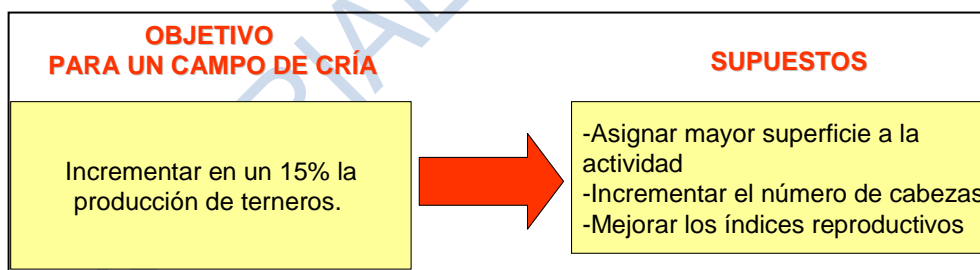 OBJETIVO
PARA UN CAMPO DE CRÍA
SUPUESTOS
Incrementar en un 15% la
producción de terneros.
-Asignar mayor superficie a la
actividad
-Incrementar el número de cabezas
-Mejorar los índices reproductivos